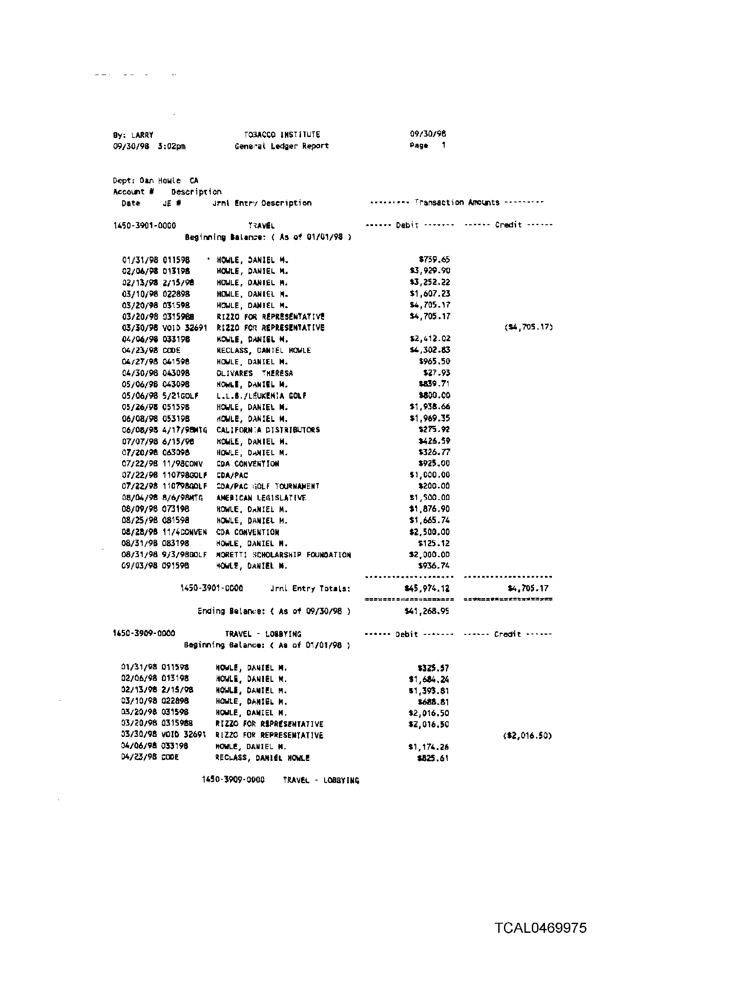 By: LARRY TOBACCO INSTITUTE 09/30/98
09/30/98 3:02pm General Ledger Report Page 1
Dept: Dan Howle CA
Account # Description
Date JE # Jrnl Entry Description --------- Transaction Amounts ---------
1450-3901-0000 TRAVEL ------ Debit ------- ------ Credit ------
Beginning Balance: ( As of 01/01/98 )
01/31/98 011598 HOWLE, DANIEL M. $759.65
02/06/98 013198 HOWLE, DANIEL M. $3,929.90
02/13/98 2/15/98 HOWLE, DANIEL M. $3,252.22
03/10/98 022898 HOWLE, DANIEL M. $1,607.23
03/20/98 031598 HOWLE, DANIEL M. $4,705.17
03/20/98 031598B RIZZO FOR REPRESENTATIVE $4,705.17
03/30/98 VOID 32691 RIZZO FOR REPRESENTATIVE ($4,705.17)
04/06/98 033198 HOWLE, DANIEL M. $2,412.02
04/23/98 CODE RECLASS, DANIEL HOWLE $4,302.83
04/27/98 041598 HOWLE, DANIEL M. $965.50
04/30/98 043098 OLIVARES THERESA $27.93
05/06/98 043098 HOWLE, DANIEL M. $839.71
05/06/98 5/21GOLF L.L.S./LEUKEMIA GOLF $800.00
05/26/98 051598 HOWLE, DANIEL M. $1,938.66
06/08/98 053198 HOWLE, DANIEL M. $1,969.35
06/08/98 4/17/98MTG CALIFORNIA DISTRIBUTORS $275.92
07/07/98 6/15/98 HOWLE, DANIEL M. $426.59
07/20/98 063098 HOWLE, DANIEL M. $326.77
07/22/98 11/98CONV CDA CONVENTION $925.00
07/22/98 110798GOLF CDA/PAC $1,000.00
07/22/98 110798GOLF CDA/PAC GOLF TOURNAMENT $200.00
08/04/98 8/6/98MTG AMERICAN LEGISLATIVE $1,500.00
08/09/98 073198 HOWLE, DANIEL M. $1,876.90
08/25/98 081598 HOWLE, DANIEL M. $1,665.74
08/28/98 11/4CONVEN CDA CONVENTION $2,500.00
08/31/98 083198 HOWLE, DANIEL M. $125.12
08/31/98 9/3/98GOLF MORETTI SCHOLARSHIP FOUNDATION $2,000.00
09/03/98 091598 HOWLE, DANIEL M. $936.74
1450-3901-0000 Jrnl Entry Totals: $45,974.12 $4,705.17
Ending Balance: ( As of 09/30/98 ) $41,268.95
1450-3909-0000 TRAVEL - LOBBYING ------ Debit ------- ------ Credit ------
Beginning Balance: ( As of 01/01/98 )
01/31/98 011598 HOWLE, DANIEL M. $325.57
02/06/98 013198 HOWLE, DANIEL M. $1,684.24
02/13/98 2/15/98 HOWLE, DANIEL M. $1,393.81
03/10/98 022898 HOWLE, DANIEL M. $688.81
03/20/98 031598 HOWLE, DANIEL M. $2,016.50
03/20/98 031598B RIZZO FOR REPRESENTATIVE $2,016.50
03/30/98 VOID 32691 RIZZO FOR REPRESENTATIVE ($2,016.50)
04/06/98 033198 HOWLE, DANIEL M. $1,174.26
04/23/98 CODE RECLASS, DANIEL HOWLE $825.61
1450-3909-0000 TRAVEL - LOBBYING
TCAL0469975